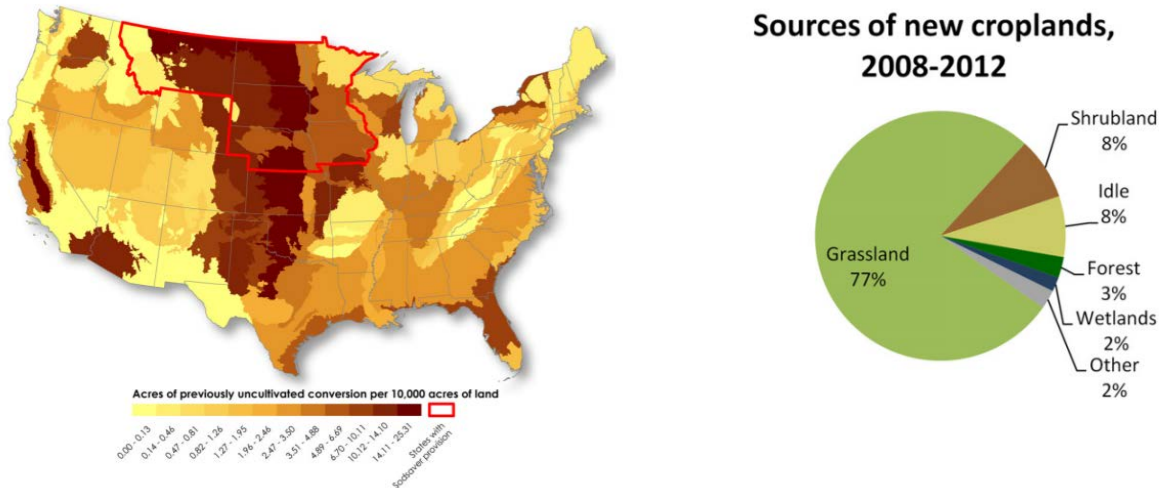 Sources of new croplands,
2008-2012
Shrubland
8%
Idle
8%
Grassland
77%
Forest
3%
Wetlands
2%
Other
2%
Acres of previously uncultivated conversion per 10,000 acres of land
0.00 - 0.13
0.14 - 0.46
0.47 - 0.81
0.82 - 1.26
1.27 - 1.95
1.96 - 2.46
2.47 - 3.50
3.51 - 4.88
4.89 - 6.69
6.70 - 10.11
10.12 - 14.10
14.11 - 25.31
States with
Sodsaver provision